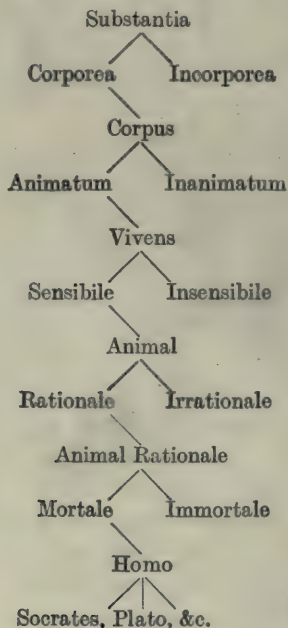 Substantia
Corporea Incorporea
Corpus
Animatum Inanimatum
Vivens
Sensibile Insensibile
Animal
Rationale Irrationale
Animal Rationale
Mortale Immortale
Homo
Socrates, Plato, &c.